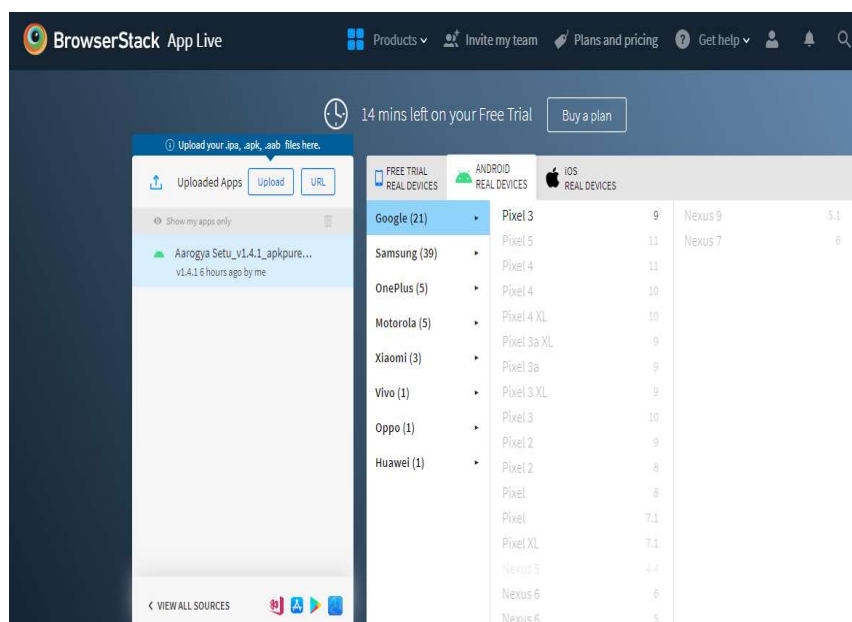 BrowserStack App Live
Products
Invite my team
Plans and pricing
? Get help
14 mins left on your Free Trial
Buy a plan
Upload your .ipa, .apk, .aab files here.
Uploaded Apps
Upload
URL
Show my apps only
Aarogya Setu_v1.4.1_apkpure...
v1.4.1 6 hours ago by me
< VIEW ALL SOURCES
FREE TRIAL
REAL DEVICES
ANDROID
REAL DEVICES
iOS
REAL DEVICES
Google (21)
Samsung (39)
OnePlus (5)
Motorola (5)
Xiaomi (3)
Vivo (1)
Oppo (1)
Huawei (1)
Pixel 3 9
Pixel 5 11
Pixel 4 11
Pixel 4 10
Pixel 4 XL 10
Pixel 3a XL 9
Pixel 3a 9
Pixel 3 XL 9
Pixel 3 10
Pixel 2 9
Pixel 2 8
Pixel 8
Pixel 7.1
Pixel XL 7.1
Nexus 5 4.4
Nexus 6 6
Nexus 6 5
Nexus 9 5.1
Nexus 7 6